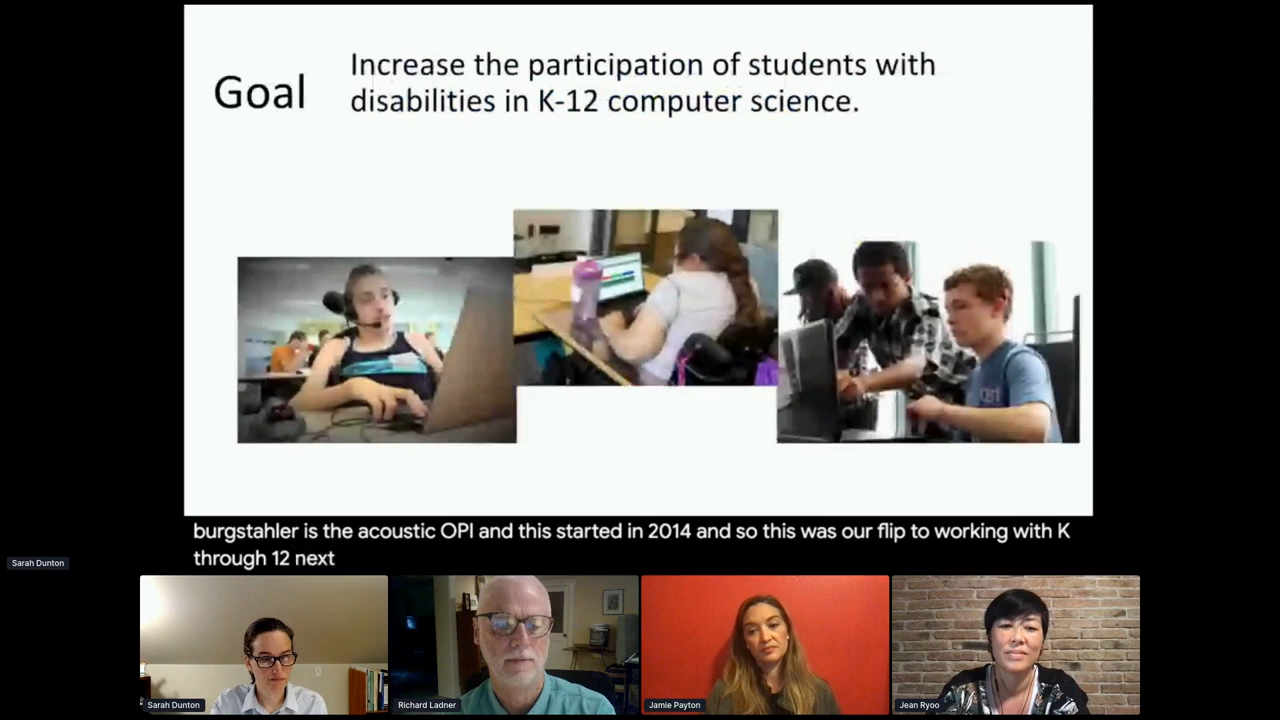 Goal
Increase the participation of students with
disabilities in K-12 computer science.
burgstahler is the acoustic OPI and this started in 2014 and so this was our flip to working with K
through 12 next
Sarah Dunton
Sarah Dunton
Richard Ladner
Jamie Payton
Jean Ryoo